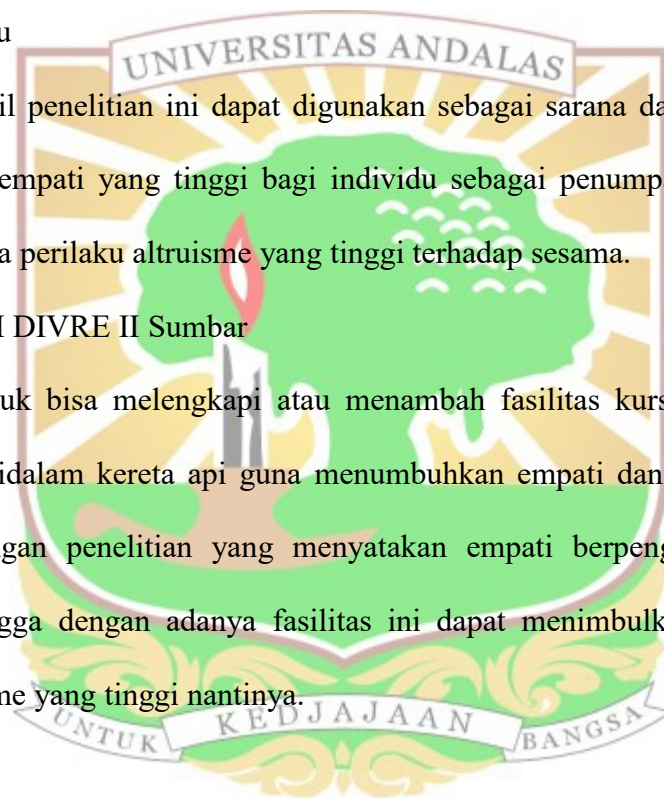 u
UNIVERSITAS ANDALAS
il penelitian ini dapat digunakan sebagai sarana da
empati yang tinggi bagi individu sebagai penumpa
a perilaku altruisme yang tinggi terhadap sesama.
I DIVRE II Sumbar
uk bisa melengkapi atau menambah fasilitas kurs
idalam kereta api guna menumbuhkan empati dan
ngan penelitian yang menyatakan empati berpeng
gga dengan adanya fasilitas ini dapat menimbulk
me yang tinggi nantinya.
UNTUK KEDJAJAAN BANGSA